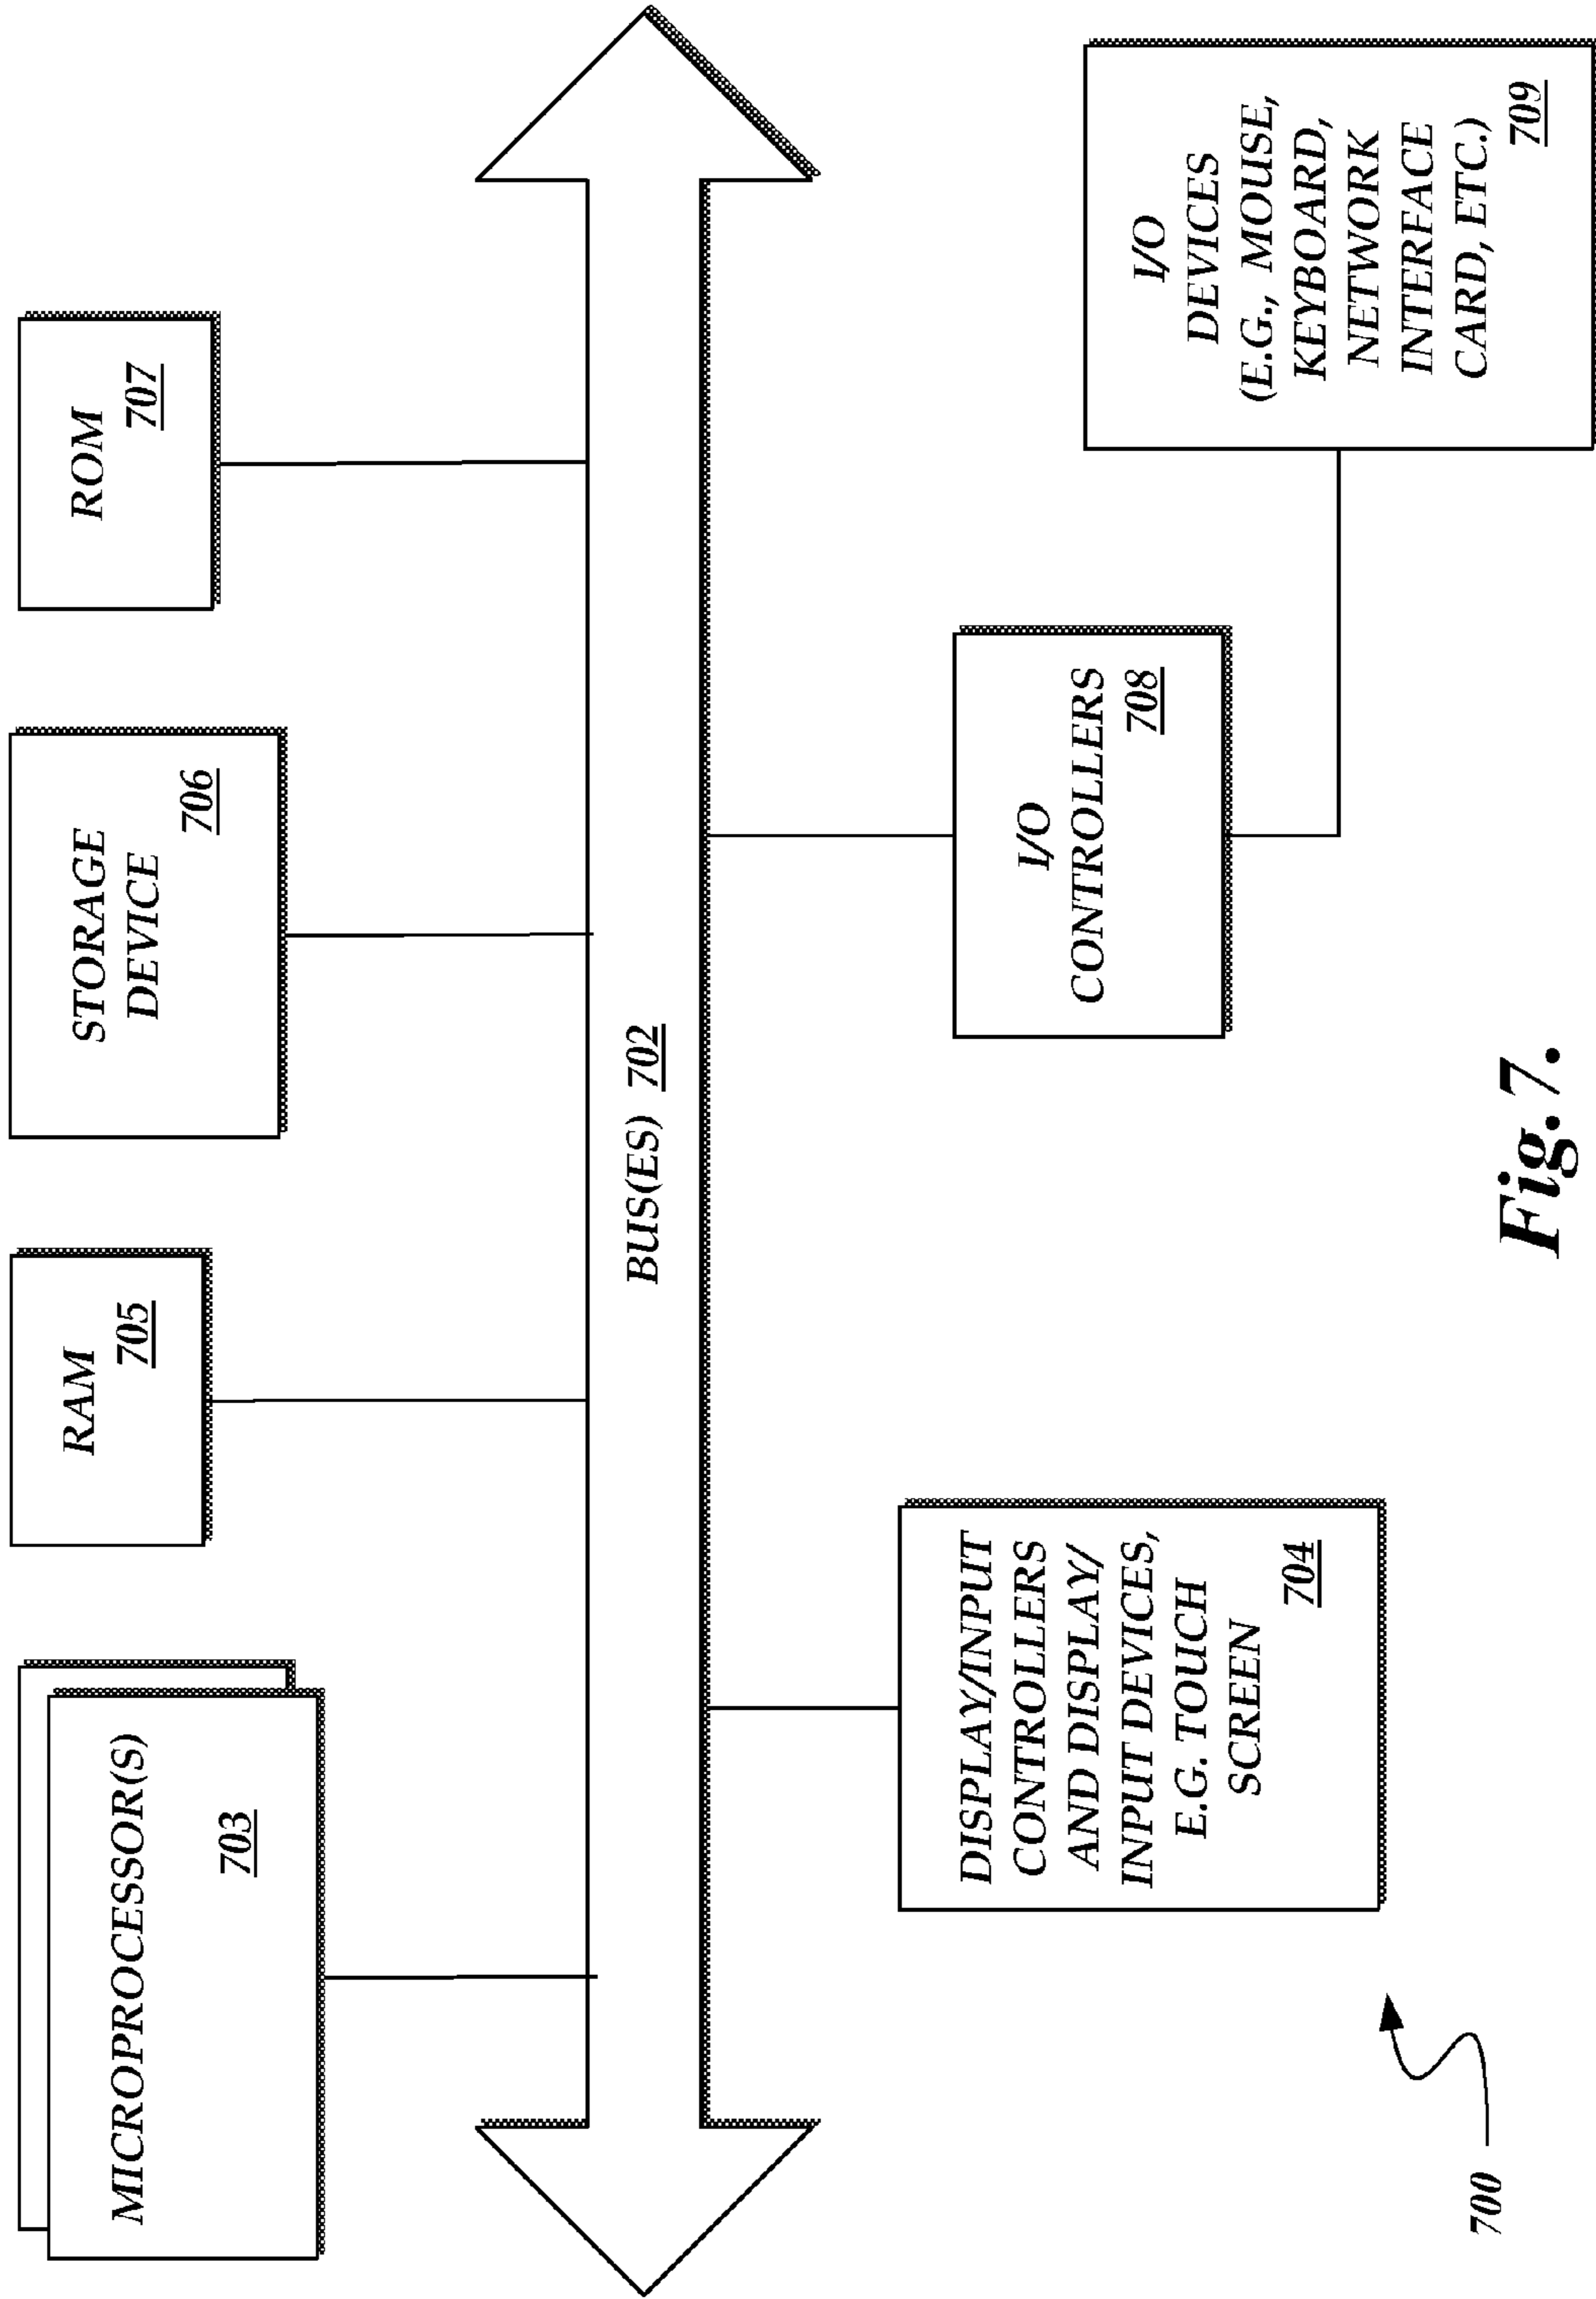 MICROPROCESSOR(S)
703
RAM
705
STORAGE
DEVICE
706
ROM
707
BUS(ES) 702
DISPLAY/INPUT
CONTROLLERS
AND DISPLAY/
INPUT DEVICES,
E.G. TOUCH
SCREEN
704
I/O
CONTROLLERS
708
I/O
DEVICES
(E.G., MOUSE,
KEYBOARD,
NETWORK
INTERFACE
CARD, ETC.)
709
700
Fig. 7.